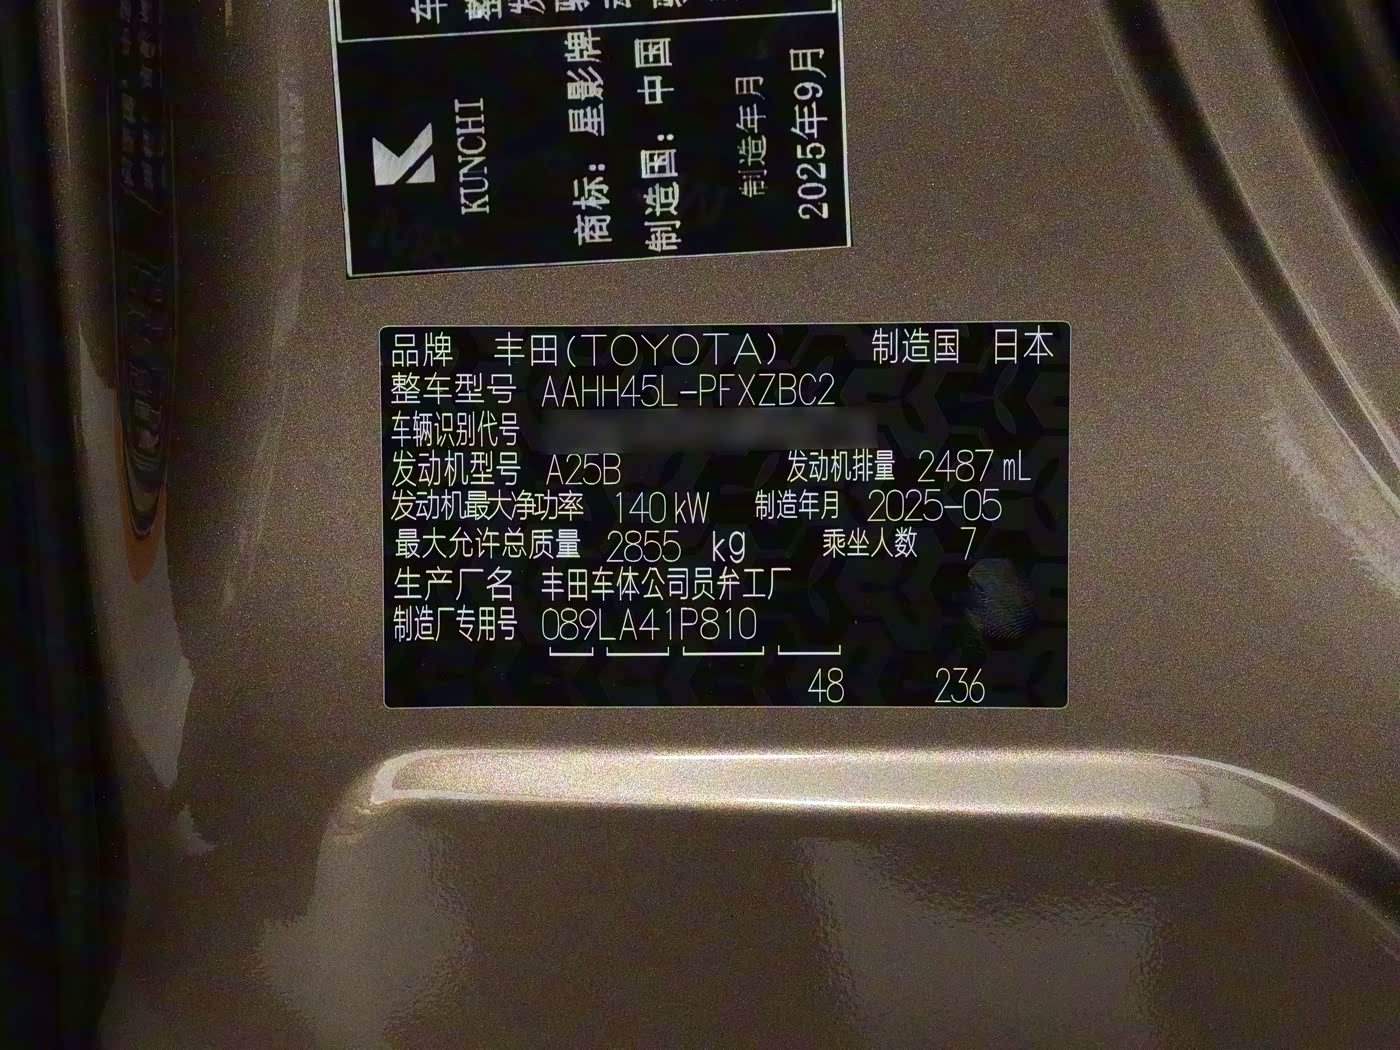 KUNCHI
商标：星影牌
制造国：中国
制造年月
2025年9月
品牌 丰田(TOYOTA) 制造国 日本
整车型号 AAHH45L-PFXZBC2
车辆识别代号
发动机型号 A25B 发动机排量 2487 mL
发动机最大净功率 140 kW 制造年月 2025-05
最大允许总质量 2855 kg 乘坐人数 7
生产厂名 丰田车体公司员弁工厂
制造厂专用号 089LA41P810
48 236